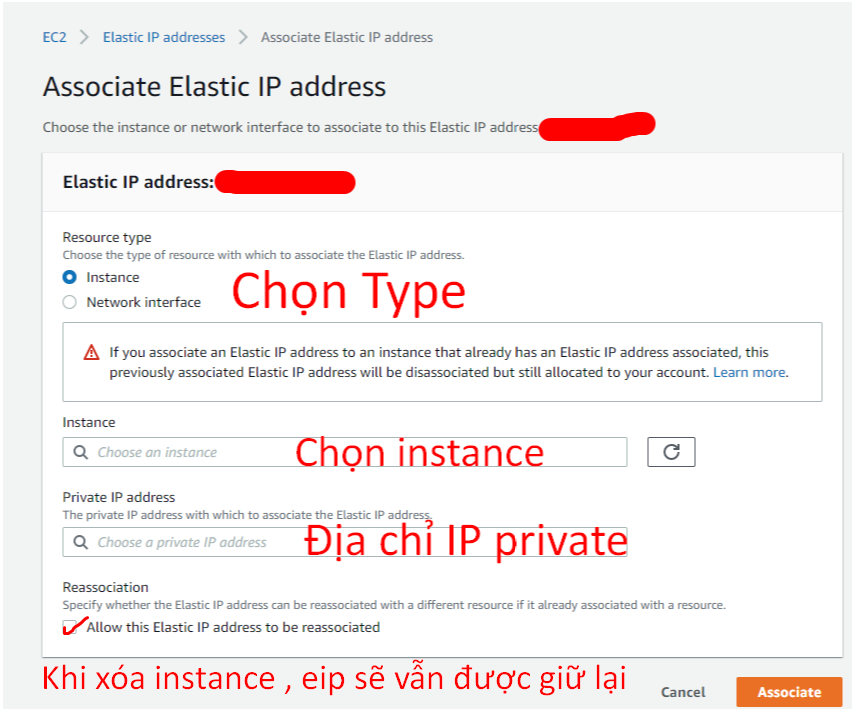 EC2 > Elastic IP addresses > Associate Elastic IP address
Associate Elastic IP address
Choose the instance or network interface to associate to this Elastic IP address
Elastic IP address:
Resource type
Choose the type of resource with which to associate the Elastic IP address.
Instance
Network interface
Chọn Type
If you associate an Elastic IP address to an instance that already has an Elastic IP address associated, this
previously associated Elastic IP address will be disassociated but still allocated to your account. Learn more.
Instance
Choose an instance
Chọn instance
Private IP address
The private IP address with which to associate the Elastic IP address.
Choose a private IP address
Địa chỉ IP private
Reassociation
Specify whether the Elastic IP address can be reassociated with a different resource if it already associated with a resource.
Allow this Elastic IP address to be reassociated
Khi xóa instance , eip sẽ vẫn được giữ lại
Cancel
Associate